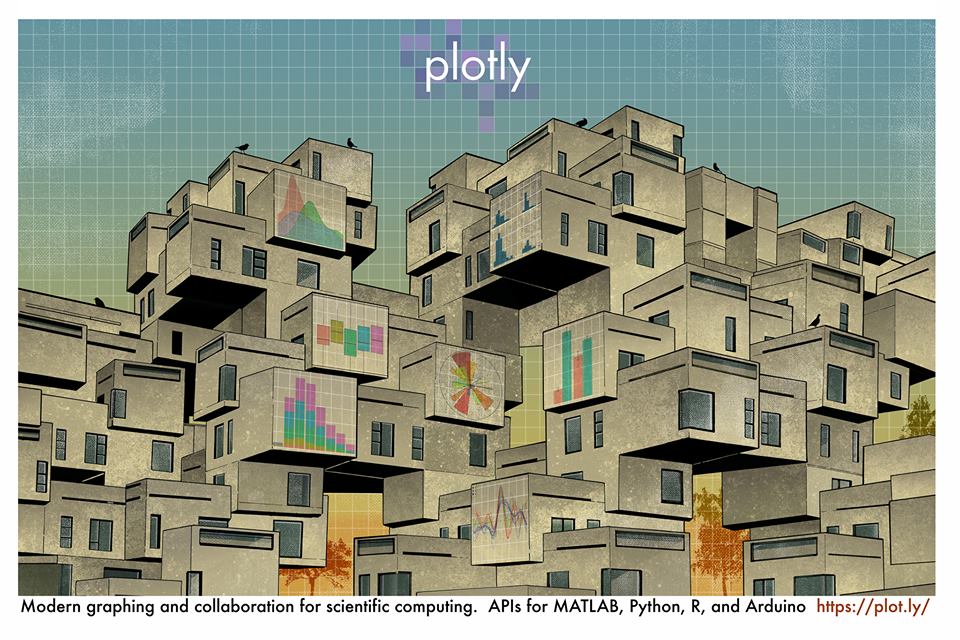 plotly
Modern graphing and collaboration for scientific computing. APIs for MATLAB, Python, R, and Arduino https://plot.ly/